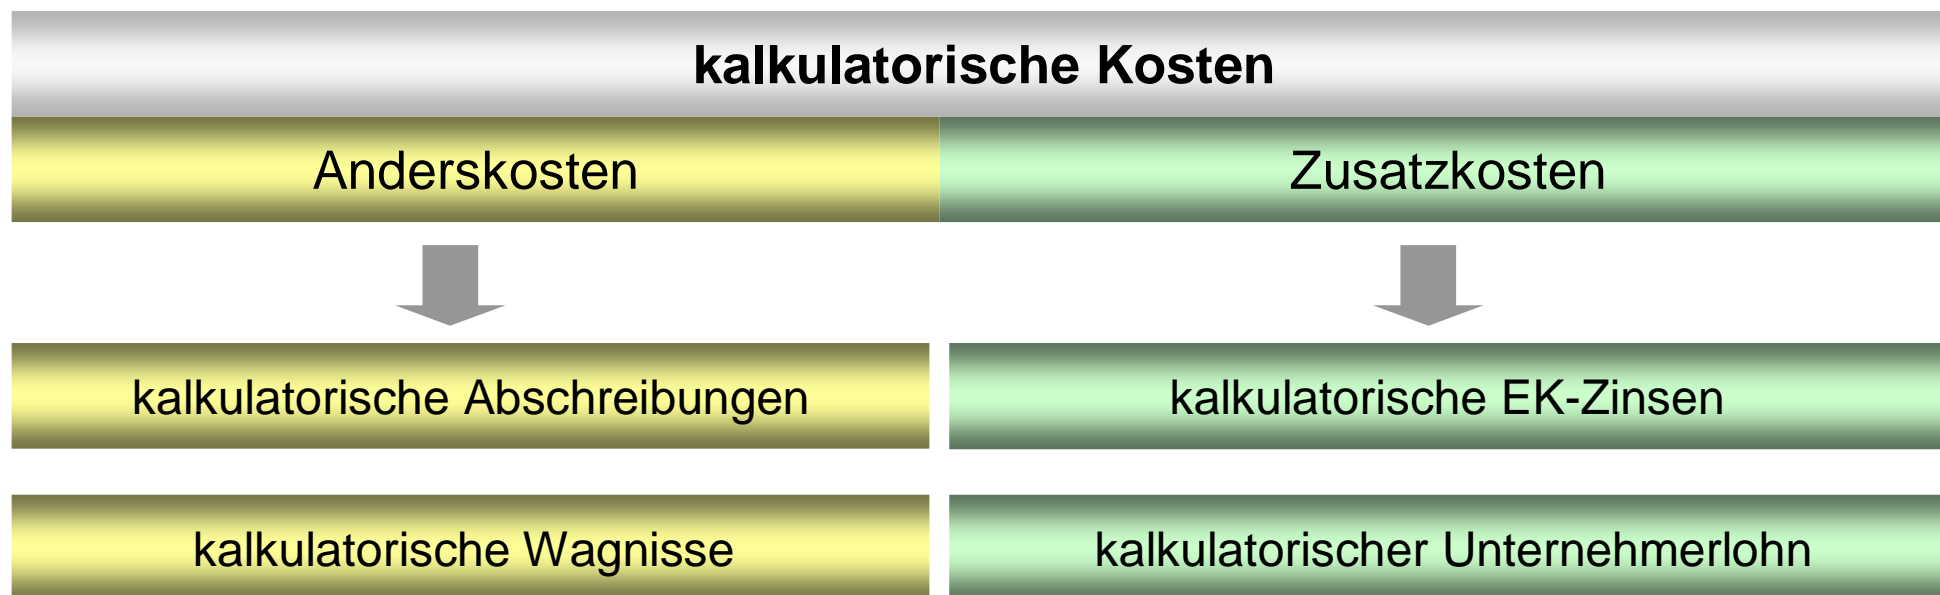 kalkulatorische Kosten
Anderskosten
Zusatzkosten
kalkulatorische Abschreibungen
kalkulatorische EK-Zinsen
kalkulatorische Wagnisse
kalkulatorischer Unternehmerlohn